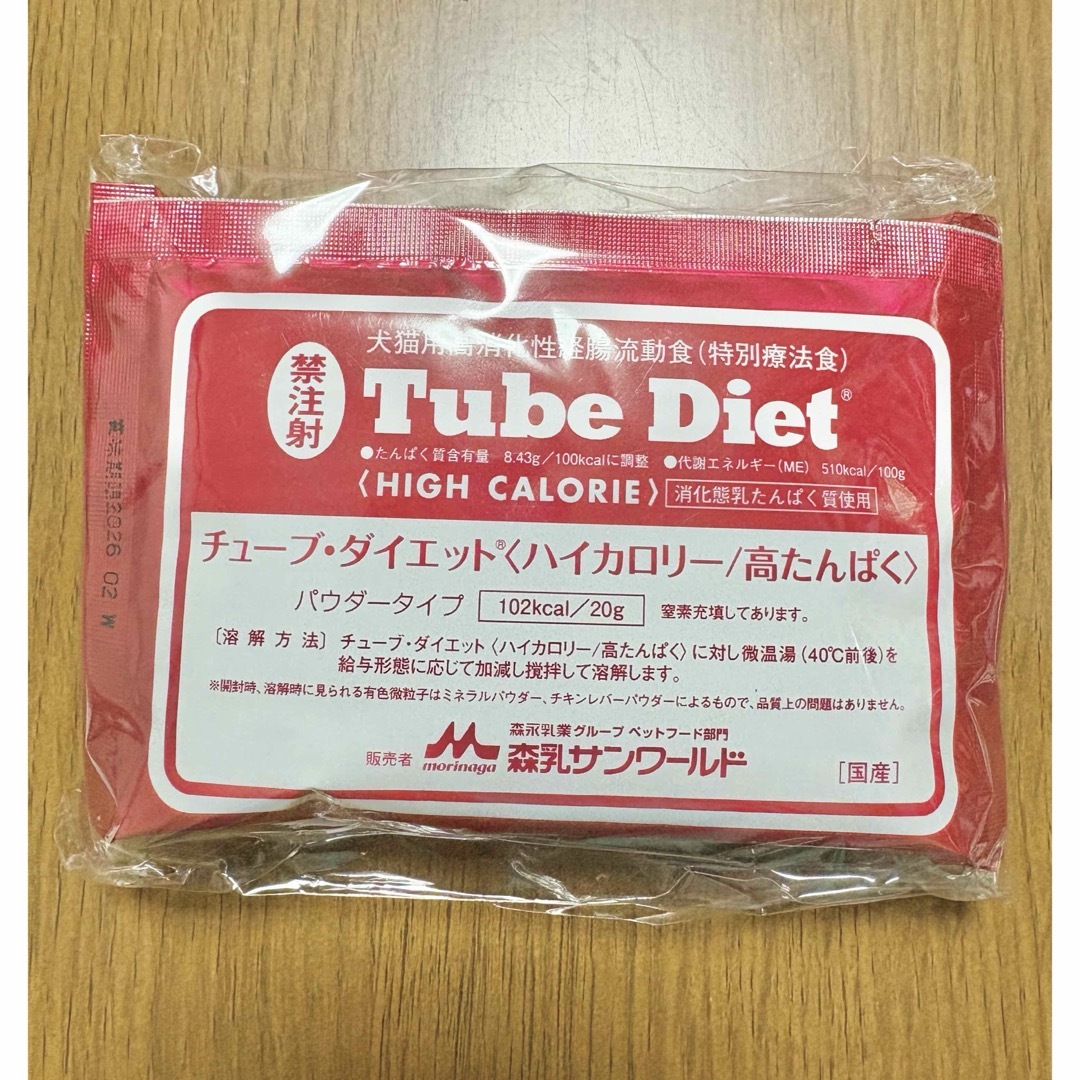 犬猫用高消化性経腸流動食(特別療法食)
禁注射
Tube Diet®
●たんぱく質含有量 8.43g/100kcalに調整 ●代謝エネルギー(ME) 510kcal/100g
〈HIGH CALORIE〉 消化態乳たんぱく質使用
チューブ・ダイエット®〈ハイカロリー/高たんぱく〉
パウダータイプ 102kcal/20g 窒素充填してあります。
〔溶解方法〕 チューブ・ダイエット〈ハイカロリー/高たんぱく〉に対し微温湯(40℃前後)を
給与形態に応じて加減し撹拌して溶解します。
※開封時、溶解時に見られる有色微粒子はミネラルパウダー、チキンレバーパウダーによるもので、品質上の問題はありません。
森永乳業グループ ペットフード部門
販売者 morinaga 森乳サンワールド
[国産]
賞味期限2026 02 W